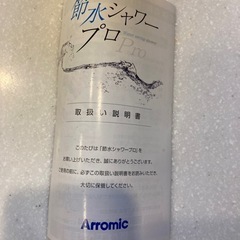 節水シャワー
プロ
Pro
取扱い説明書
このたびは「節水シャワープロ」を
お買い上げいただき、誠にありがとうございます。
ご使用の前に、必ずこの取扱い説明書をお読みいただき、
大切に保管してください。
Arromic